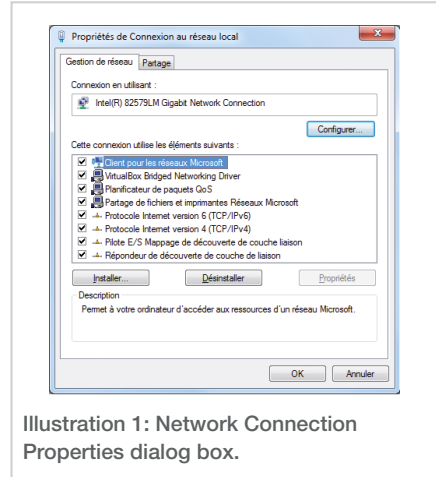 Propriétés de Connexion au réseau local
Gestion de réseau Partage
Connexion en utilisant :
Intel(R) 82579LM Gigabit Network Connection
Configurer...
Cette connexion utilise les éléments suivants :
Client pour les réseaux Microsoft
VirtualBox Bridged Networking Driver
Planificateur de paquets QoS
Partage de fichiers et imprimantes Réseaux Microsoft
Protocole Internet version 6 (TCP/IPv6)
Protocole Internet version 4 (TCP/IPv4)
Pilote E/S Mappage de découverte de couche liaison
Répondeur de découverte de couche de liaison
Installer... Désinstaller Propriétés
Description
Permet à votre ordinateur d'accéder aux ressources d'un réseau Microsoft.
OK Annuler
Illustration 1: Network Connection
Properties dialog box.